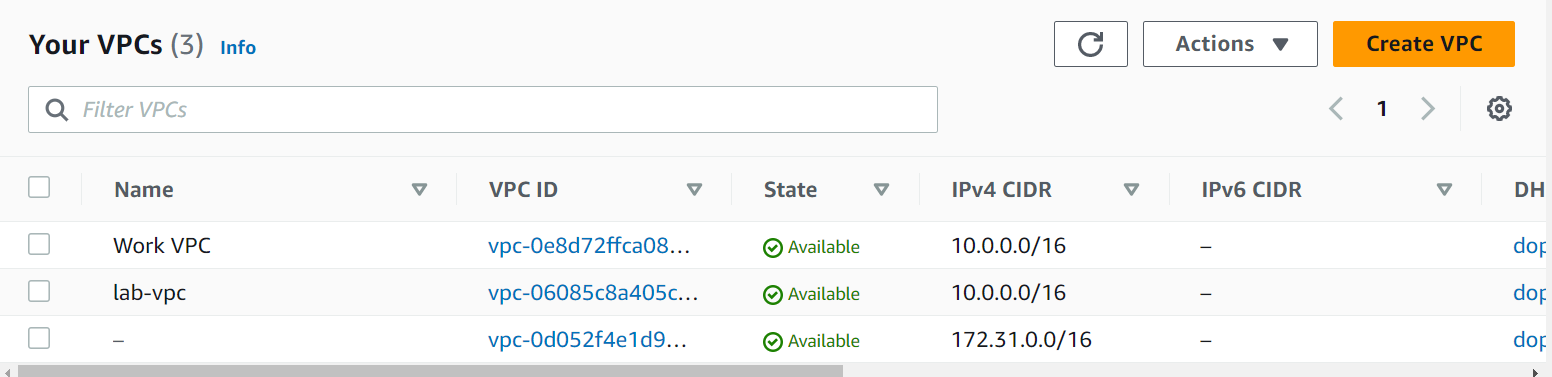 Your VPCs (3) Info Actions Create VPC
Filter VPCs 1
Name VPC ID State IPv4 CIDR IPv6 CIDR DH
Work VPC vpc-0e8d72ffca08… Available 10.0.0.0/16 – dop
lab-vpc vpc-06085c8a405c… Available 10.0.0.0/16 – dop
– vpc-0d052f4e1d9… Available 172.31.0.0/16 – dop